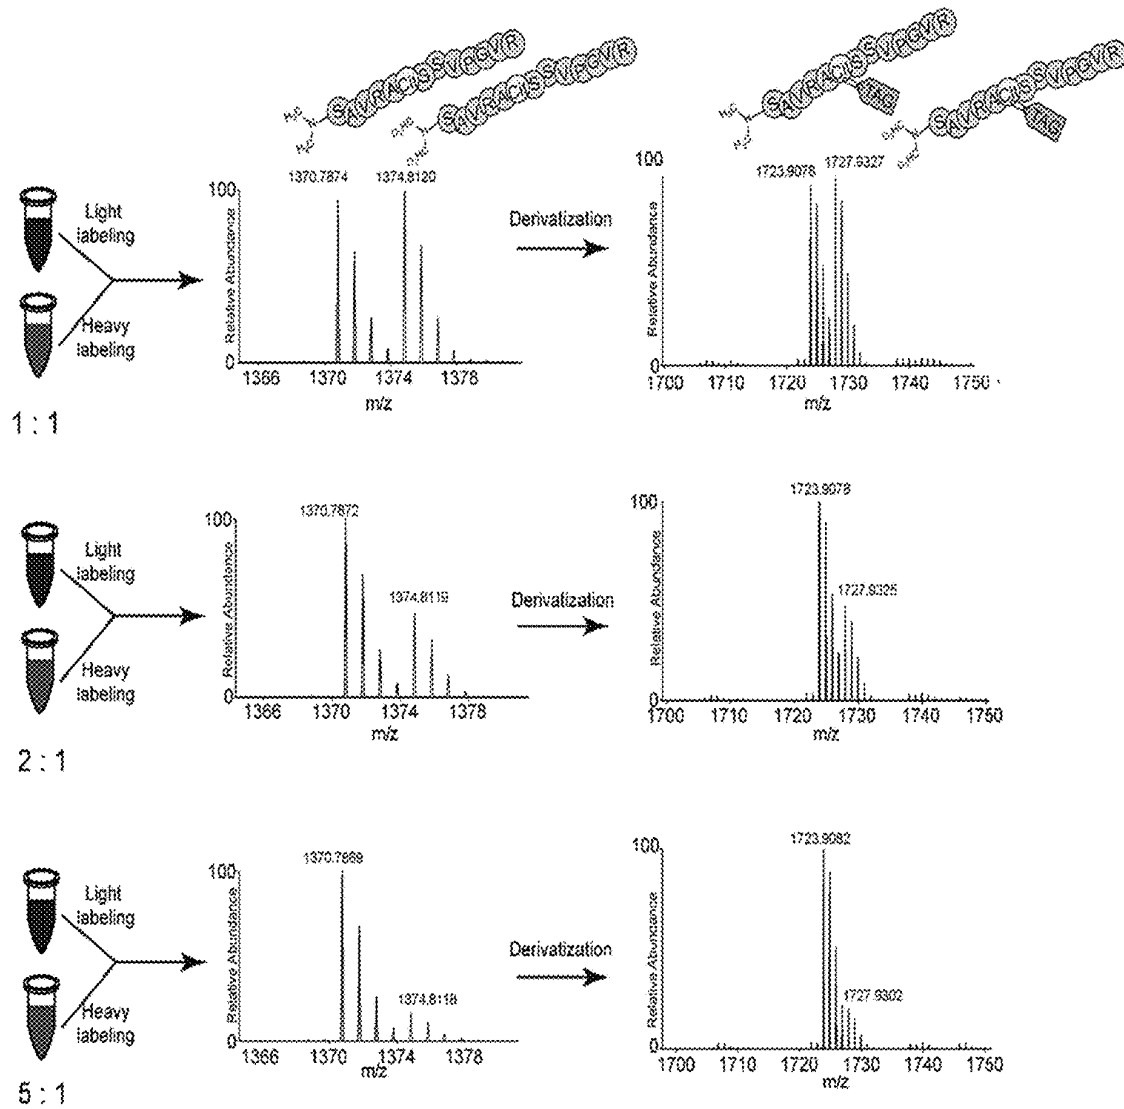 100
1370.7874
1374.8120
Relative Abundance
0
1366
1370
1374
1378
m/z
Light
labeling
Heavy
labeling
1 : 1
Derivatization
100
1723.9078
1727.9327
Relative Abundance
0
1700
1710
1720
1730
1740
1750
m/z
Light
labeling
Heavy
labeling
2 : 1
100
1370.7872
1374.8119
Relative Abundance
0
1366
1370
1374
1378
m/z
Derivatization
100
1723.9078
1727.9325
Relative Abundance
0
1700
1710
1720
1730
1740
1750
m/z
Light
labeling
Heavy
labeling
5 : 1
100
1370.7869
1374.8118
Relative Abundance
0
1366
1370
1374
1378
m/z
Derivatization
100
1723.9082
1727.9302
Relative Abundance
0
1700
1710
1720
1730
1740
1750
m/z